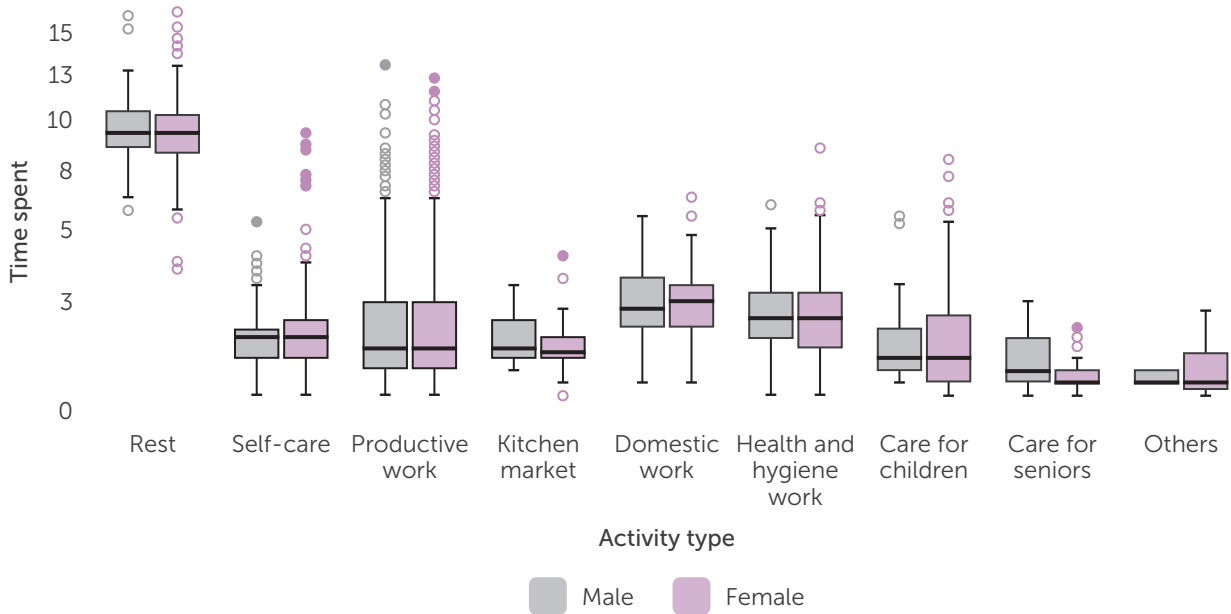 Time spent
15
13
10
8
5
3
0
Rest
Self-care
Productive
work
Kitchen
market
Domestic
work
Health and
hygiene
work
Care for
children
Care for
seniors
Others
Activity type
Male
Female